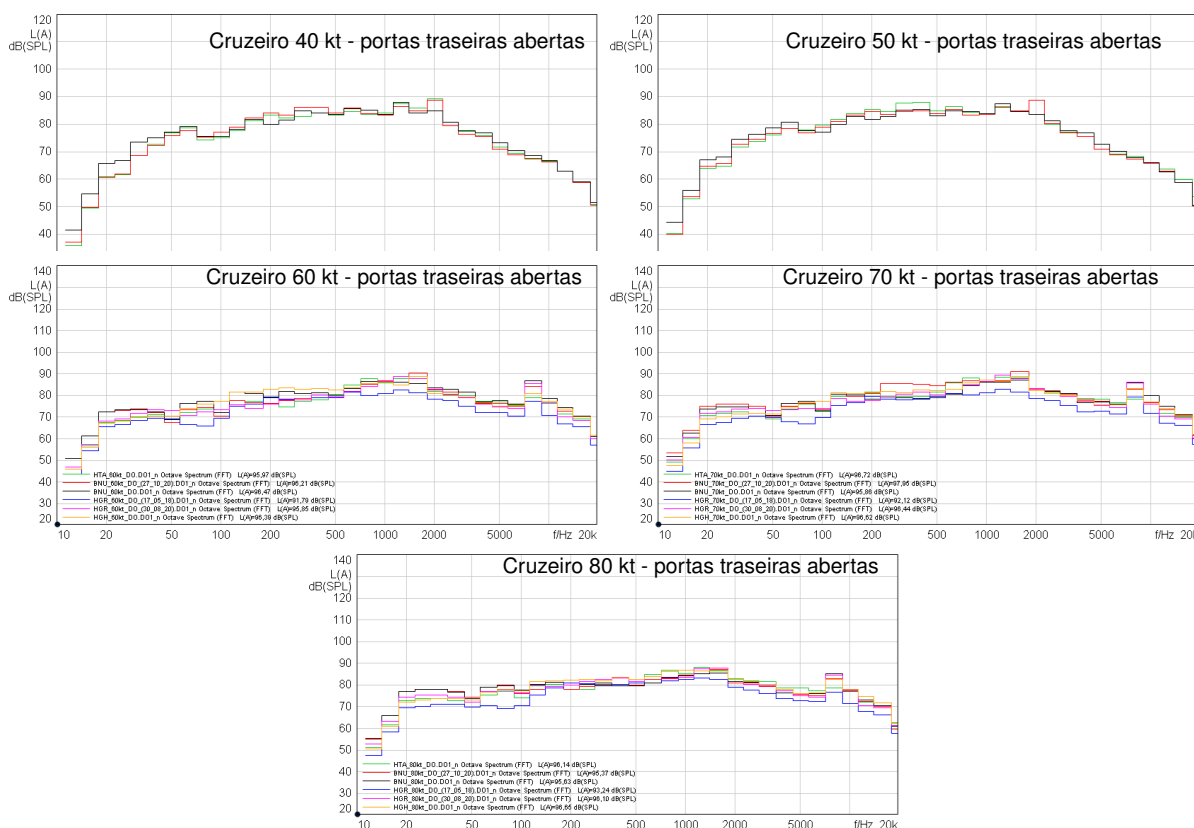 120
L(A)
dB(SPL)
100
90
80
70
60
50
40
Cruzeiro 40 kt - portas traseiras abertas
120
L(A)
dB(SPL)
100
90
80
70
60
50
40
Cruzeiro 50 kt - portas traseiras abertas
140
L(A)
dB(SPL)
120
110
100
90
80
70
60
50
40
30
20
Cruzeiro 60 kt - portas traseiras abertas
HTA_60kt_DO.DO1_n Octave Spectrum (FFT) L(A)=95,97 dB(SPL)
BNU_60kt_DO_(27_10_20).DO1_n Octave Spectrum (FFT) L(A)=96,21 dB(SPL)
BNU_60kt_DO.DO1_n Octave Spectrum (FFT) L(A)=96,47 dB(SPL)
HGR_60kt_DO_(17_05_18).DO1_n Octave Spectrum (FFT) L(A)=91,79 dB(SPL)
HGR_60kt_DO_(30_08_20).DO1_n Octave Spectrum (FFT) L(A)=95,85 dB(SPL)
HGH_60kt_DO.DO1_n Octave Spectrum (FFT) L(A)=96,39 dB(SPL)
10 20 50 100 200 500 1000 2000 5000 f/Hz 20k
140
L(A)
dB(SPL)
120
110
100
90
80
70
60
50
40
30
20
Cruzeiro 70 kt - portas traseiras abertas
HTA_70kt_DO.DO1_n Octave Spectrum (FFT) L(A)=96,72 dB(SPL)
BNU_70kt_DO_(27_10_20).DO1_n Octave Spectrum (FFT) L(A)=97,95 dB(SPL)
BNU_70kt_DO.DO1_n Octave Spectrum (FFT) L(A)=95,86 dB(SPL)
HGR_70kt_DO_(17_05_18).DO1_n Octave Spectrum (FFT) L(A)=92,12 dB(SPL)
HGR_70kt_DO_(30_08_20).DO1_n Octave Spectrum (FFT) L(A)=96,44 dB(SPL)
HGH_70kt_DO.DO1_n Octave Spectrum (FFT) L(A)=96,62 dB(SPL)
10 20 50 100 200 500 1000 2000 5000 f/Hz
140
L(A)
dB(SPL)
120
110
100
90
80
70
60
50
40
30
20
Cruzeiro 80 kt - portas traseiras abertas
HTA_80kt_DO.DO1_n Octave Spectrum (FFT) L(A)=96,14 dB(SPL)
BNU_80kt_DO_(27_10_20).DO1_n Octave Spectrum (FFT) L(A)=95,37 dB(SPL)
BNU_80kt_DO.DO1_n Octave Spectrum (FFT) L(A)=95,63 dB(SPL)
HGR_80kt_DO_(17_05_18).DO1_n Octave Spectrum (FFT) L(A)=93,24 dB(SPL)
HGR_80kt_DO_(30_08_20).DO1_n Octave Spectrum (FFT) L(A)=96,10 dB(SPL)
HGH_80kt_DO.DO1_n Octave Spectrum (FFT) L(A)=96,65 dB(SPL)
10 20 50 100 200 500 1000 2000 5000 f/Hz 20k